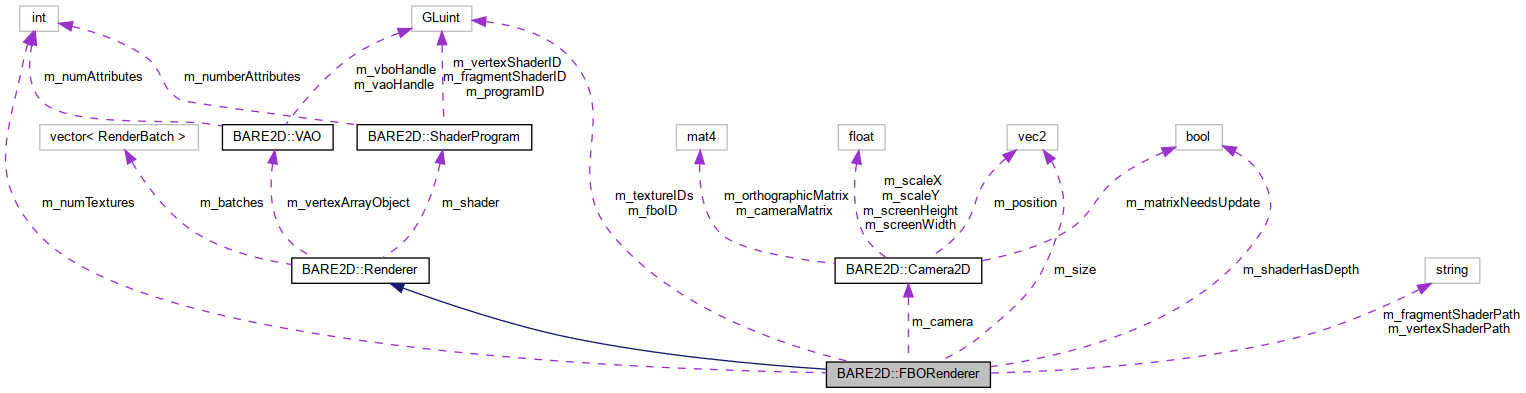 int
GLuint
m_numAttributes
m_numberAttributes
m_vboHandle
m_vaoHandle
m_vertexShaderID
m_fragmentShaderID
m_programID
vector< RenderBatch >
BARE2D::VAO
BARE2D::ShaderProgram
mat4
float
vec2
bool
m_numTextures
m_batches
m_vertexArrayObject
m_shader
m_textureIDs
m_fboID
m_orthographicMatrix
m_cameraMatrix
m_scaleX
m_scaleY
m_screenHeight
m_screenWidth
m_position
m_matrixNeedsUpdate
BARE2D::Renderer
BARE2D::Camera2D
m_size
m_shaderHasDepth
string
m_camera
m_fragmentShaderPath
m_vertexShaderPath
BARE2D::FBORenderer